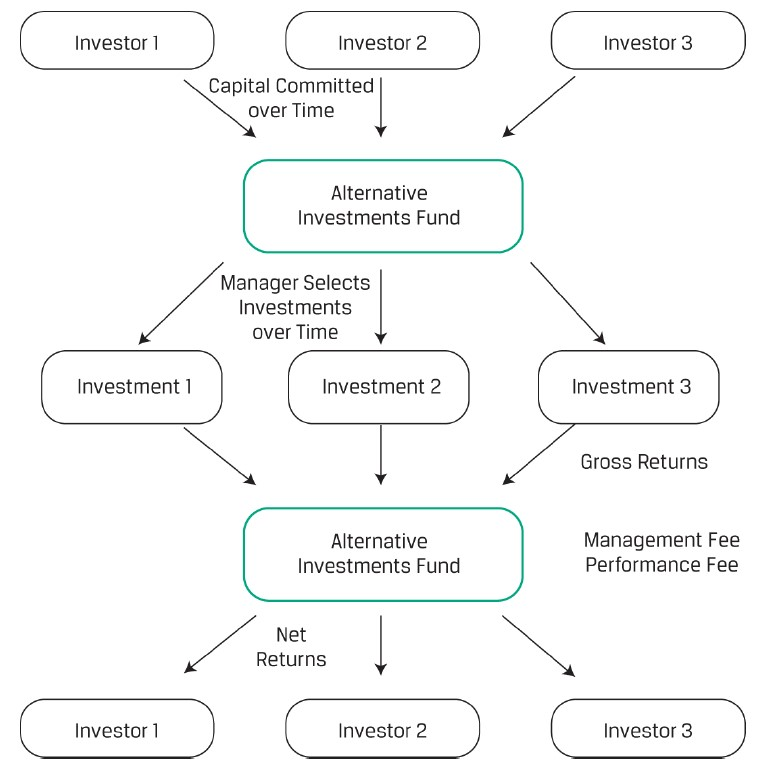 Investor 1
Investor 2
Investor 3
Capital Committed
over Time
Alternative
Investments Fund
Manager Selects
Investments
over Time
Investment 1
Investment 2
Investment 3
Gross Returns
Alternative
Investments Fund
Management Fee
Performance Fee
Net
Returns
Investor 1
Investor 2
Investor 3